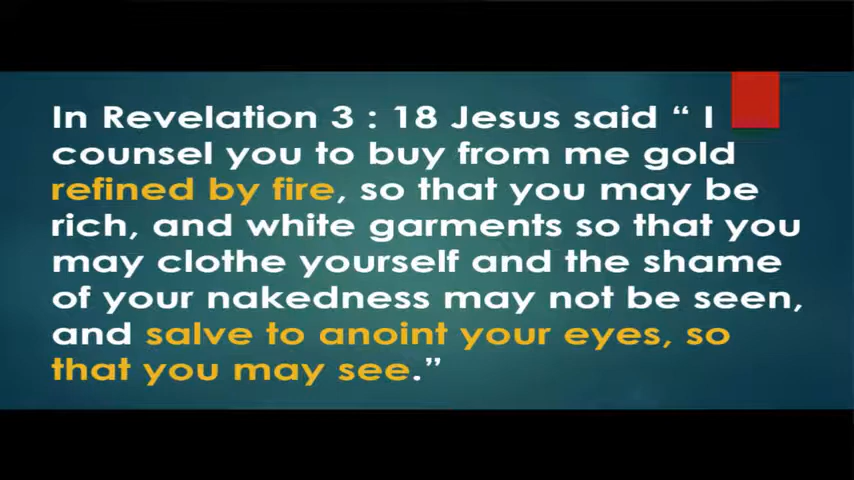 In Revelation 3 : 18 Jesus said “ I
counsel you to buy from me gold
refined by fire, so that you may be
rich, and white garments so that you
may clothe yourself and the shame
of your nakedness may not be seen,
and salve to anoint your eyes, so
that you may see.”